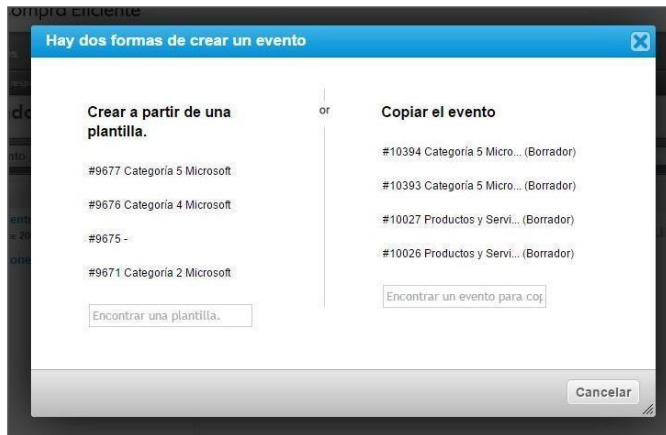 Compra Eficiente
Hay dos formas de crear un evento
Crear a partir de una
plantilla.
#9677 Categoría 5 Microsoft
#9676 Categoría 4 Microsoft
#9675 -
#9671 Categoría 2 Microsoft
Encontrar una plantilla.
or
Copiar el evento
#10394 Categoría 5 Micro... (Borrador)
#10393 Categoría 5 Micro... (Borrador)
#10027 Productos y Servi... (Borrador)
#10026 Productos y Servi... (Borrador)
Encontrar un evento para cop
Cancelar